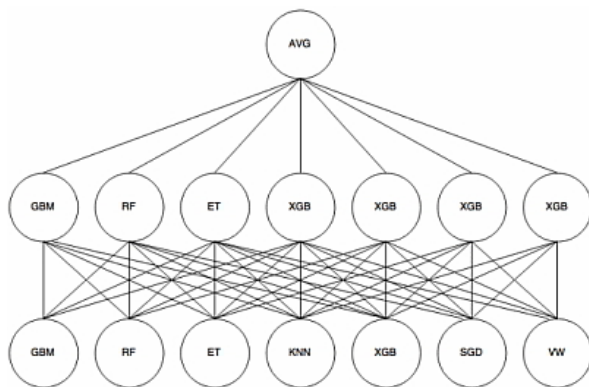 AVG
GBM RF ET XGB XGB XGB XGB
GBM RF ET KNN XGB SGD VW